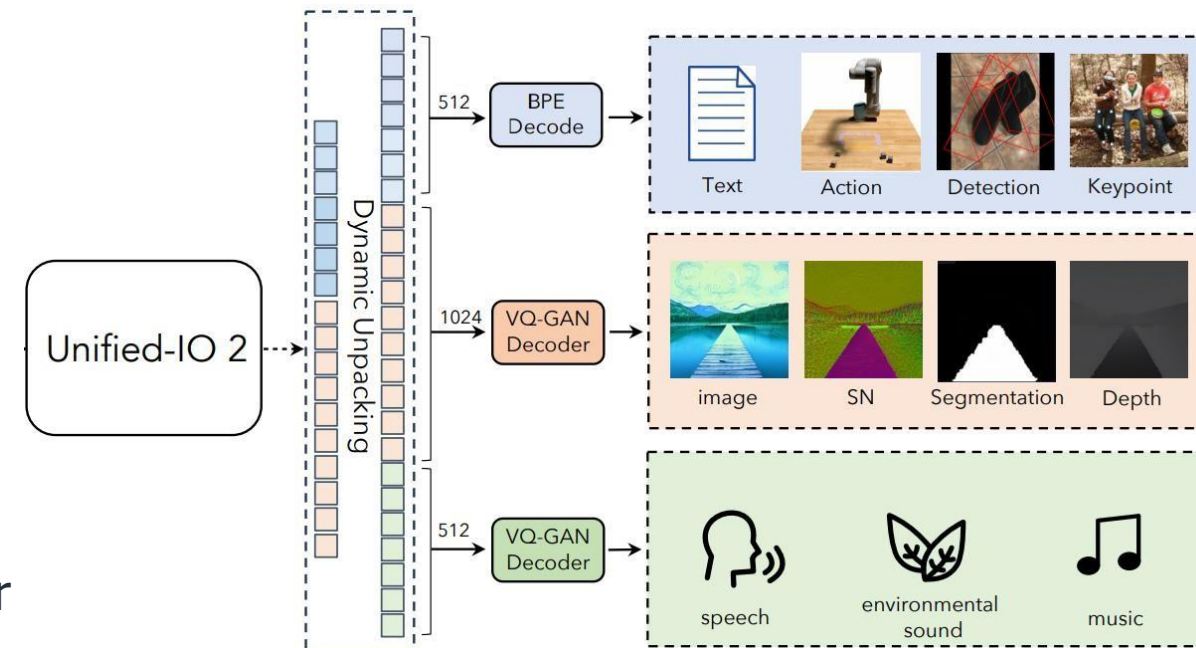 Unified-IO 2
Dynamic Unpacking
512
BPE
Decode
Text
Action
Detection
Keypoint
1024
VQ-GAN
Decoder
image
SN
Segmentation
Depth
512
VQ-GAN
Decoder
speech
environmental
sound
music
r